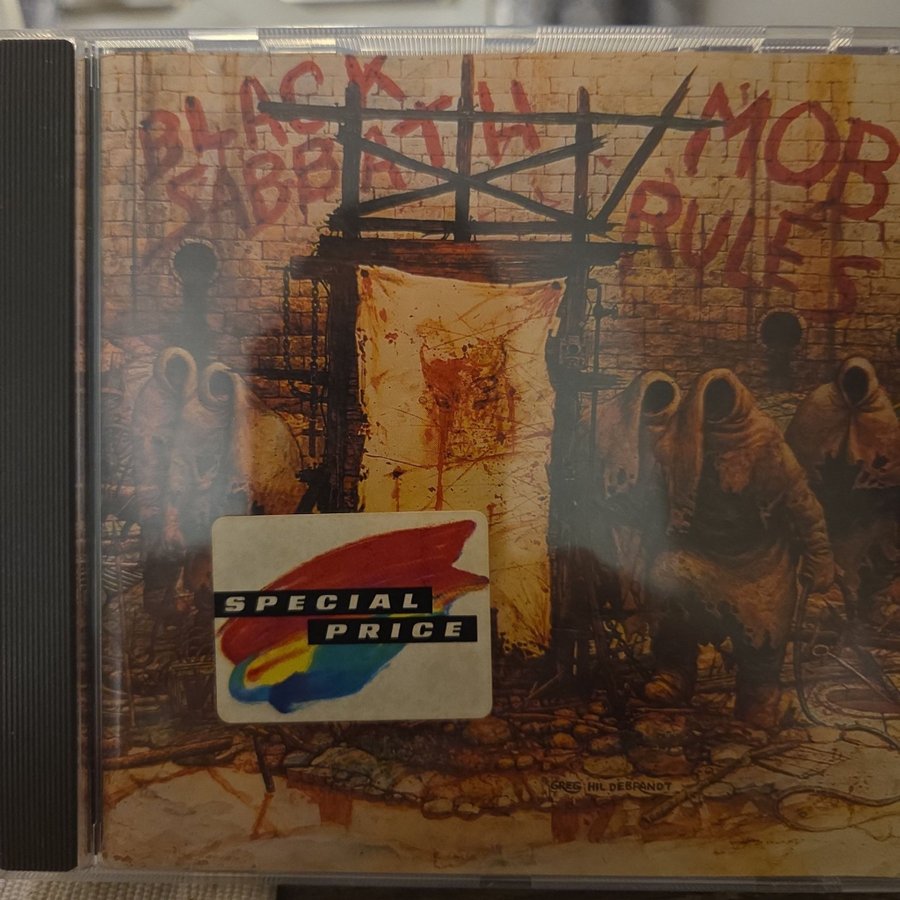 BLACK
SABBATH
MOB
RULES
SPECIAL
PRICE
GREG HILDEBRANDT